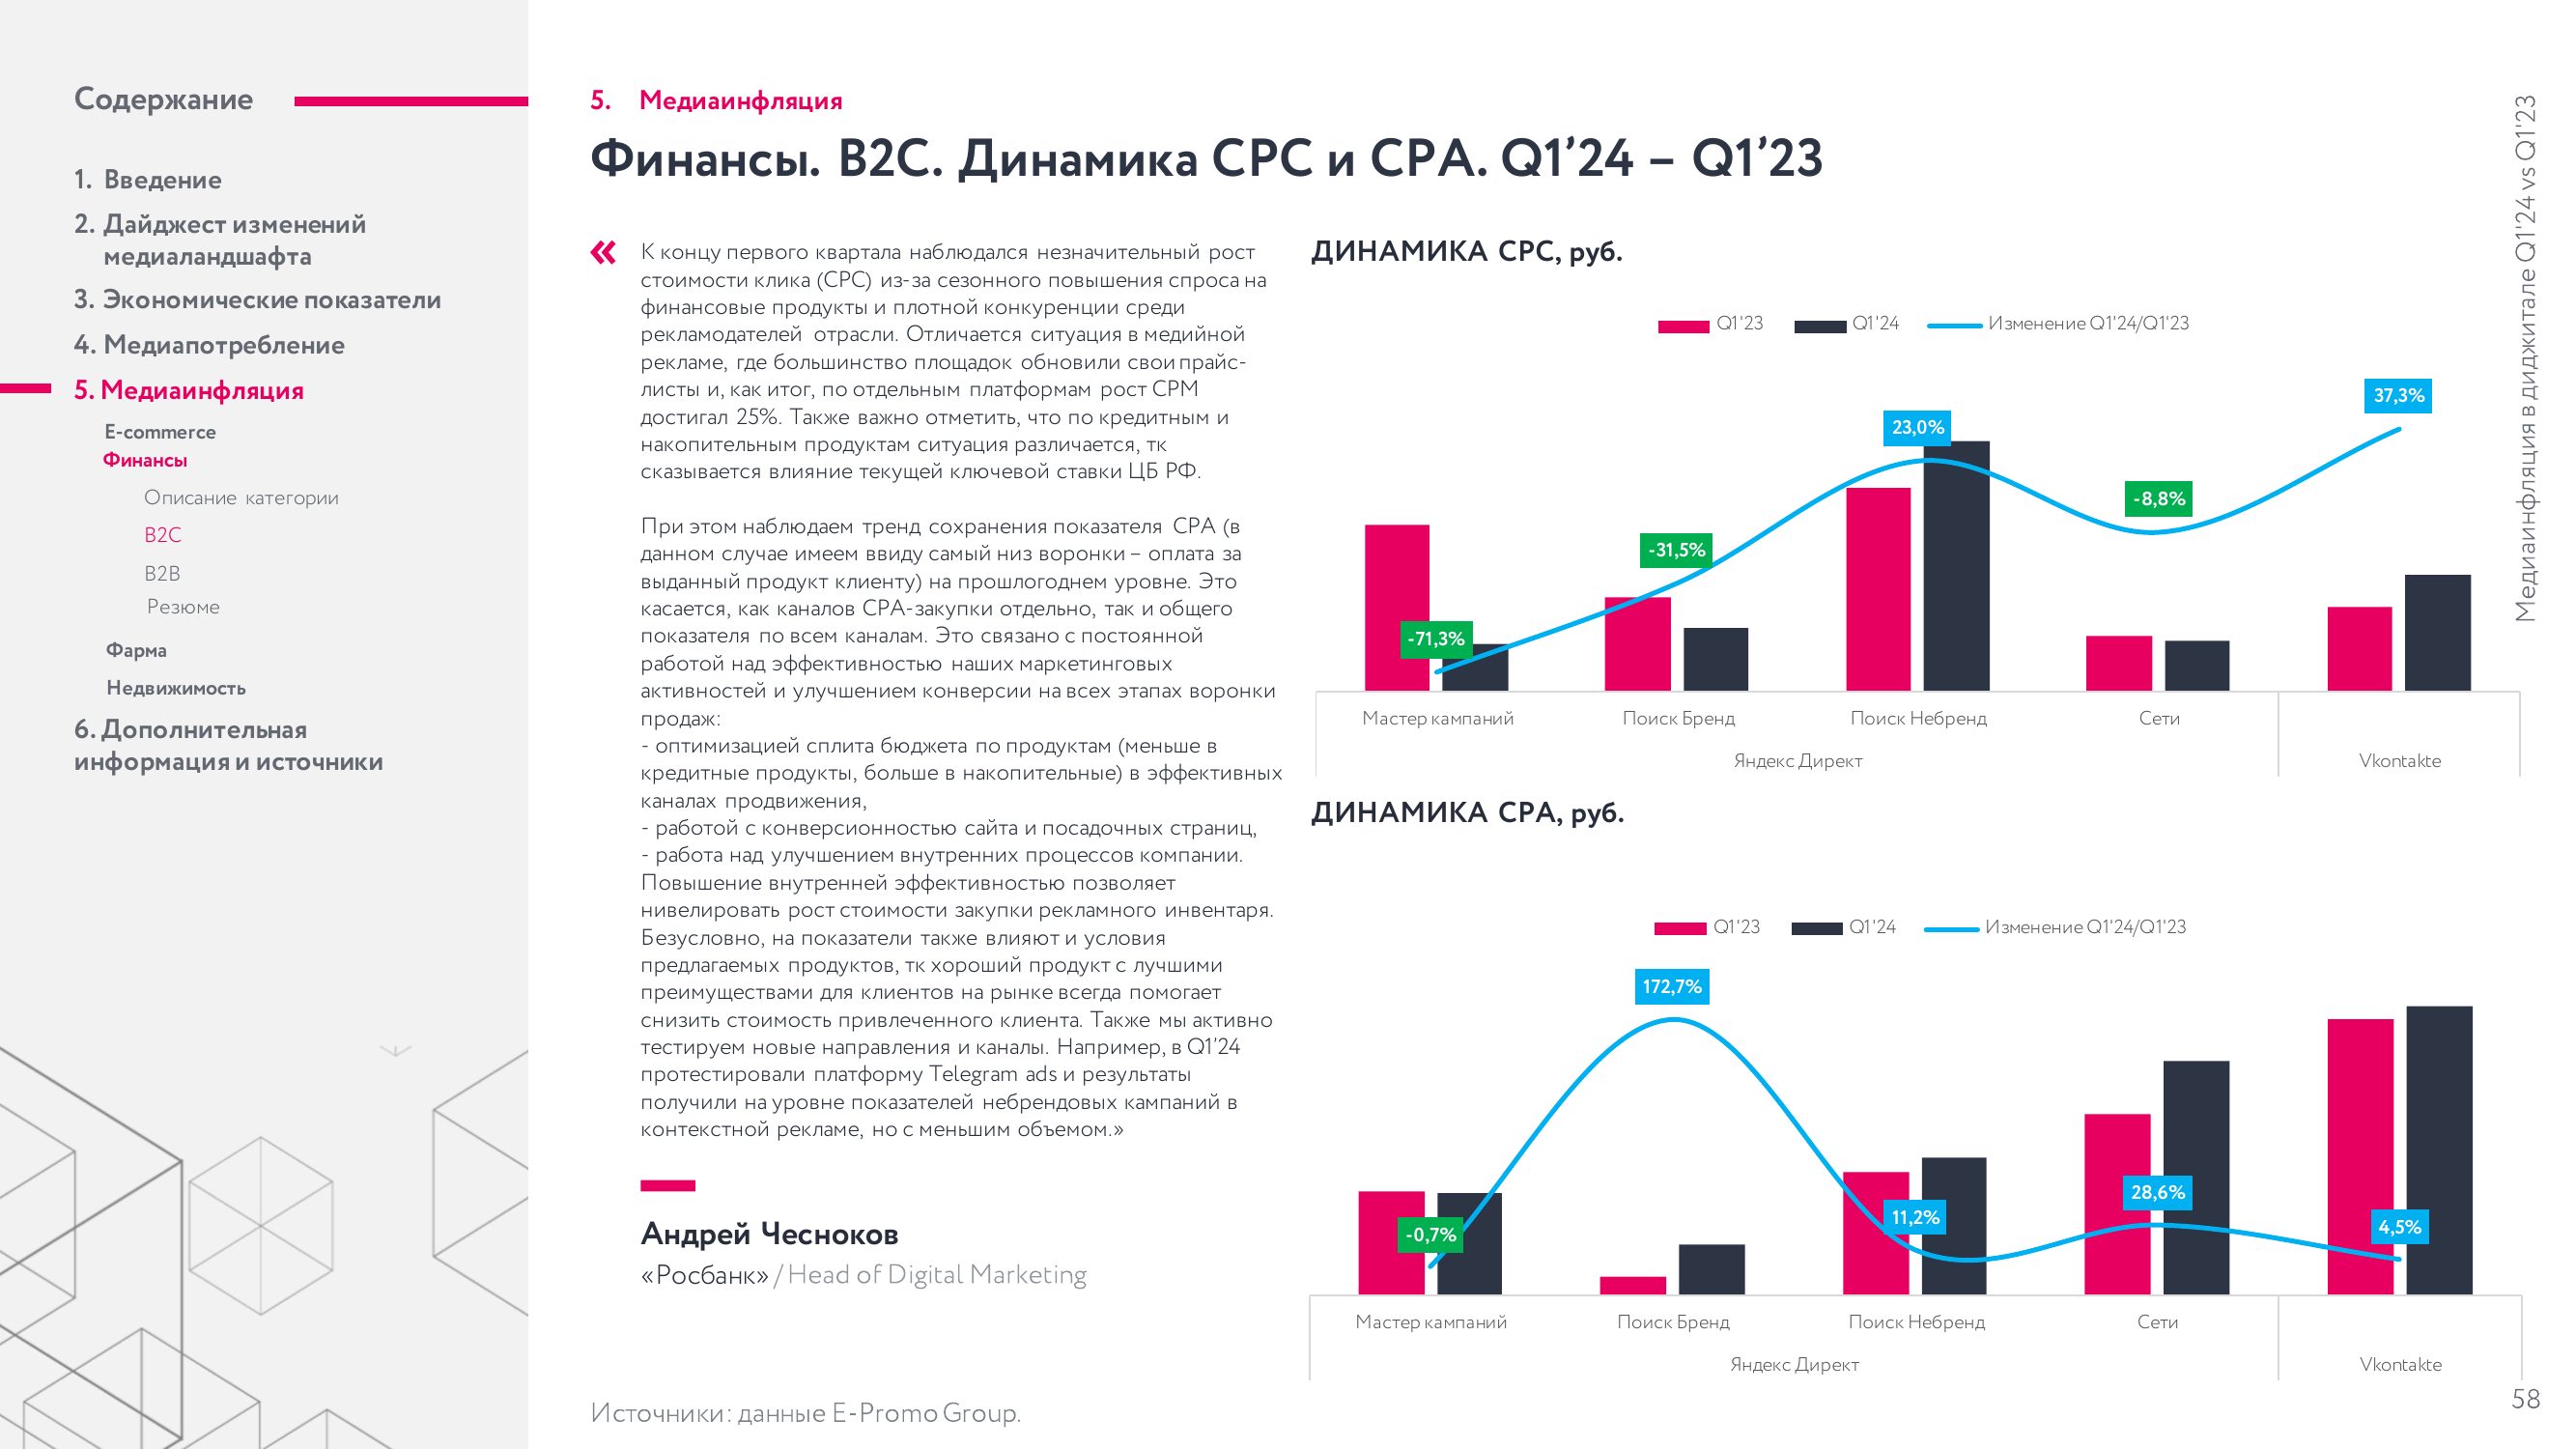 Содержание
1. Введение
2. Дайджест изменений
медиаландшафта
3. Экономические показатели
4. Медиапотребление
5. Медиаинфляция
E-commerce
Финансы
Описание категории
B2C
B2B
Резюме
Фарма
Недвижимость
6. Дополнительная
информация и источники
5. Медиаинфляция
Финансы. B2C. Динамика CPC и CPA. Q1’24 – Q1’23
«
К концу первого квартала наблюдался незначительный рост
стоимости клика (CPC) из-за сезонного повышения спроса на
финансовые продукты и плотной конкуренции среди
рекламодателей отрасли. Отличается ситуация в медийной
рекламе, где большинство площадок обновили свои прайс-
листы и, как итог, по отдельным платформам рост CPM
достигал 25%. Также важно отметить, что по кредитным и
накопительным продуктам ситуация различается, тк
сказывается влияние текущей ключевой ставки ЦБ РФ.
При этом наблюдаем тренд сохранения показателя CPA (в
данном случае имеем ввиду самый низ воронки – оплата за
выданный продукт клиенту) на прошлогоднем уровне. Это
касается, как каналов CPA-закупки отдельно, так и общего
показателя по всем каналам. Это связано с постоянной
работой над эффективностью наших маркетинговых
активностей и улучшением конверсии на всех этапах воронки
продаж:
- оптимизацией сплита бюджета по продуктам (меньше в
кредитные продукты, больше в накопительные) в эффективных
каналах продвижения,
- работой с конверсионностью сайта и посадочных страниц,
- работа над улучшением внутренних процессов компании.
Повышение внутренней эффективностью позволяет
нивелировать рост стоимости закупки рекламного инвентаря.
Безусловно, на показатели также влияют и условия
предлагаемых продуктов, тк хороший продукт с лучшими
преимуществами для клиентов на рынке всегда помогает
снизить стоимость привлеченного клиента. Также мы активно
тестируем новые направления и каналы. Например, в Q1’24
протестировали платформу Telegram ads и результаты
получили на уровне показателей небрендовых кампаний в
контекстной рекламе, но с меньшим объемом.»
Андрей Чесноков
«Росбанк» / Head of Digital Marketing
Источники: данные E-Promo Group.
ДИНАМИКА CPC, руб.
Q1'23 Q1'24 Изменение Q1'24/Q1'23
-71,3% -31,5% 23,0% -8,8% 37,3%
Мастер кампаний Поиск Бренд Поиск Небренд Сети
Яндекс Директ Vkontakte
ДИНАМИКА CPA, руб.
Q1'23 Q1'24 Изменение Q1'24/Q1'23
-0,7% 172,7% 11,2% 28,6% 4,5%
Мастер кампаний Поиск Бренд Поиск Небренд Сети
Яндекс Директ Vkontakte
Медиаинфляция в диджитале Q1'24 vs Q1'23
58